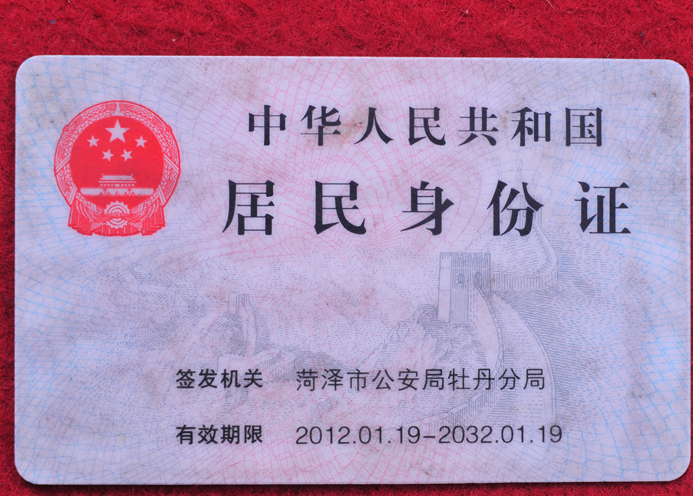 中华人民共和国
居民身份证
签发机关 菏泽市公安局牡丹分局
有效期限 2012.01.19-2032.01.19